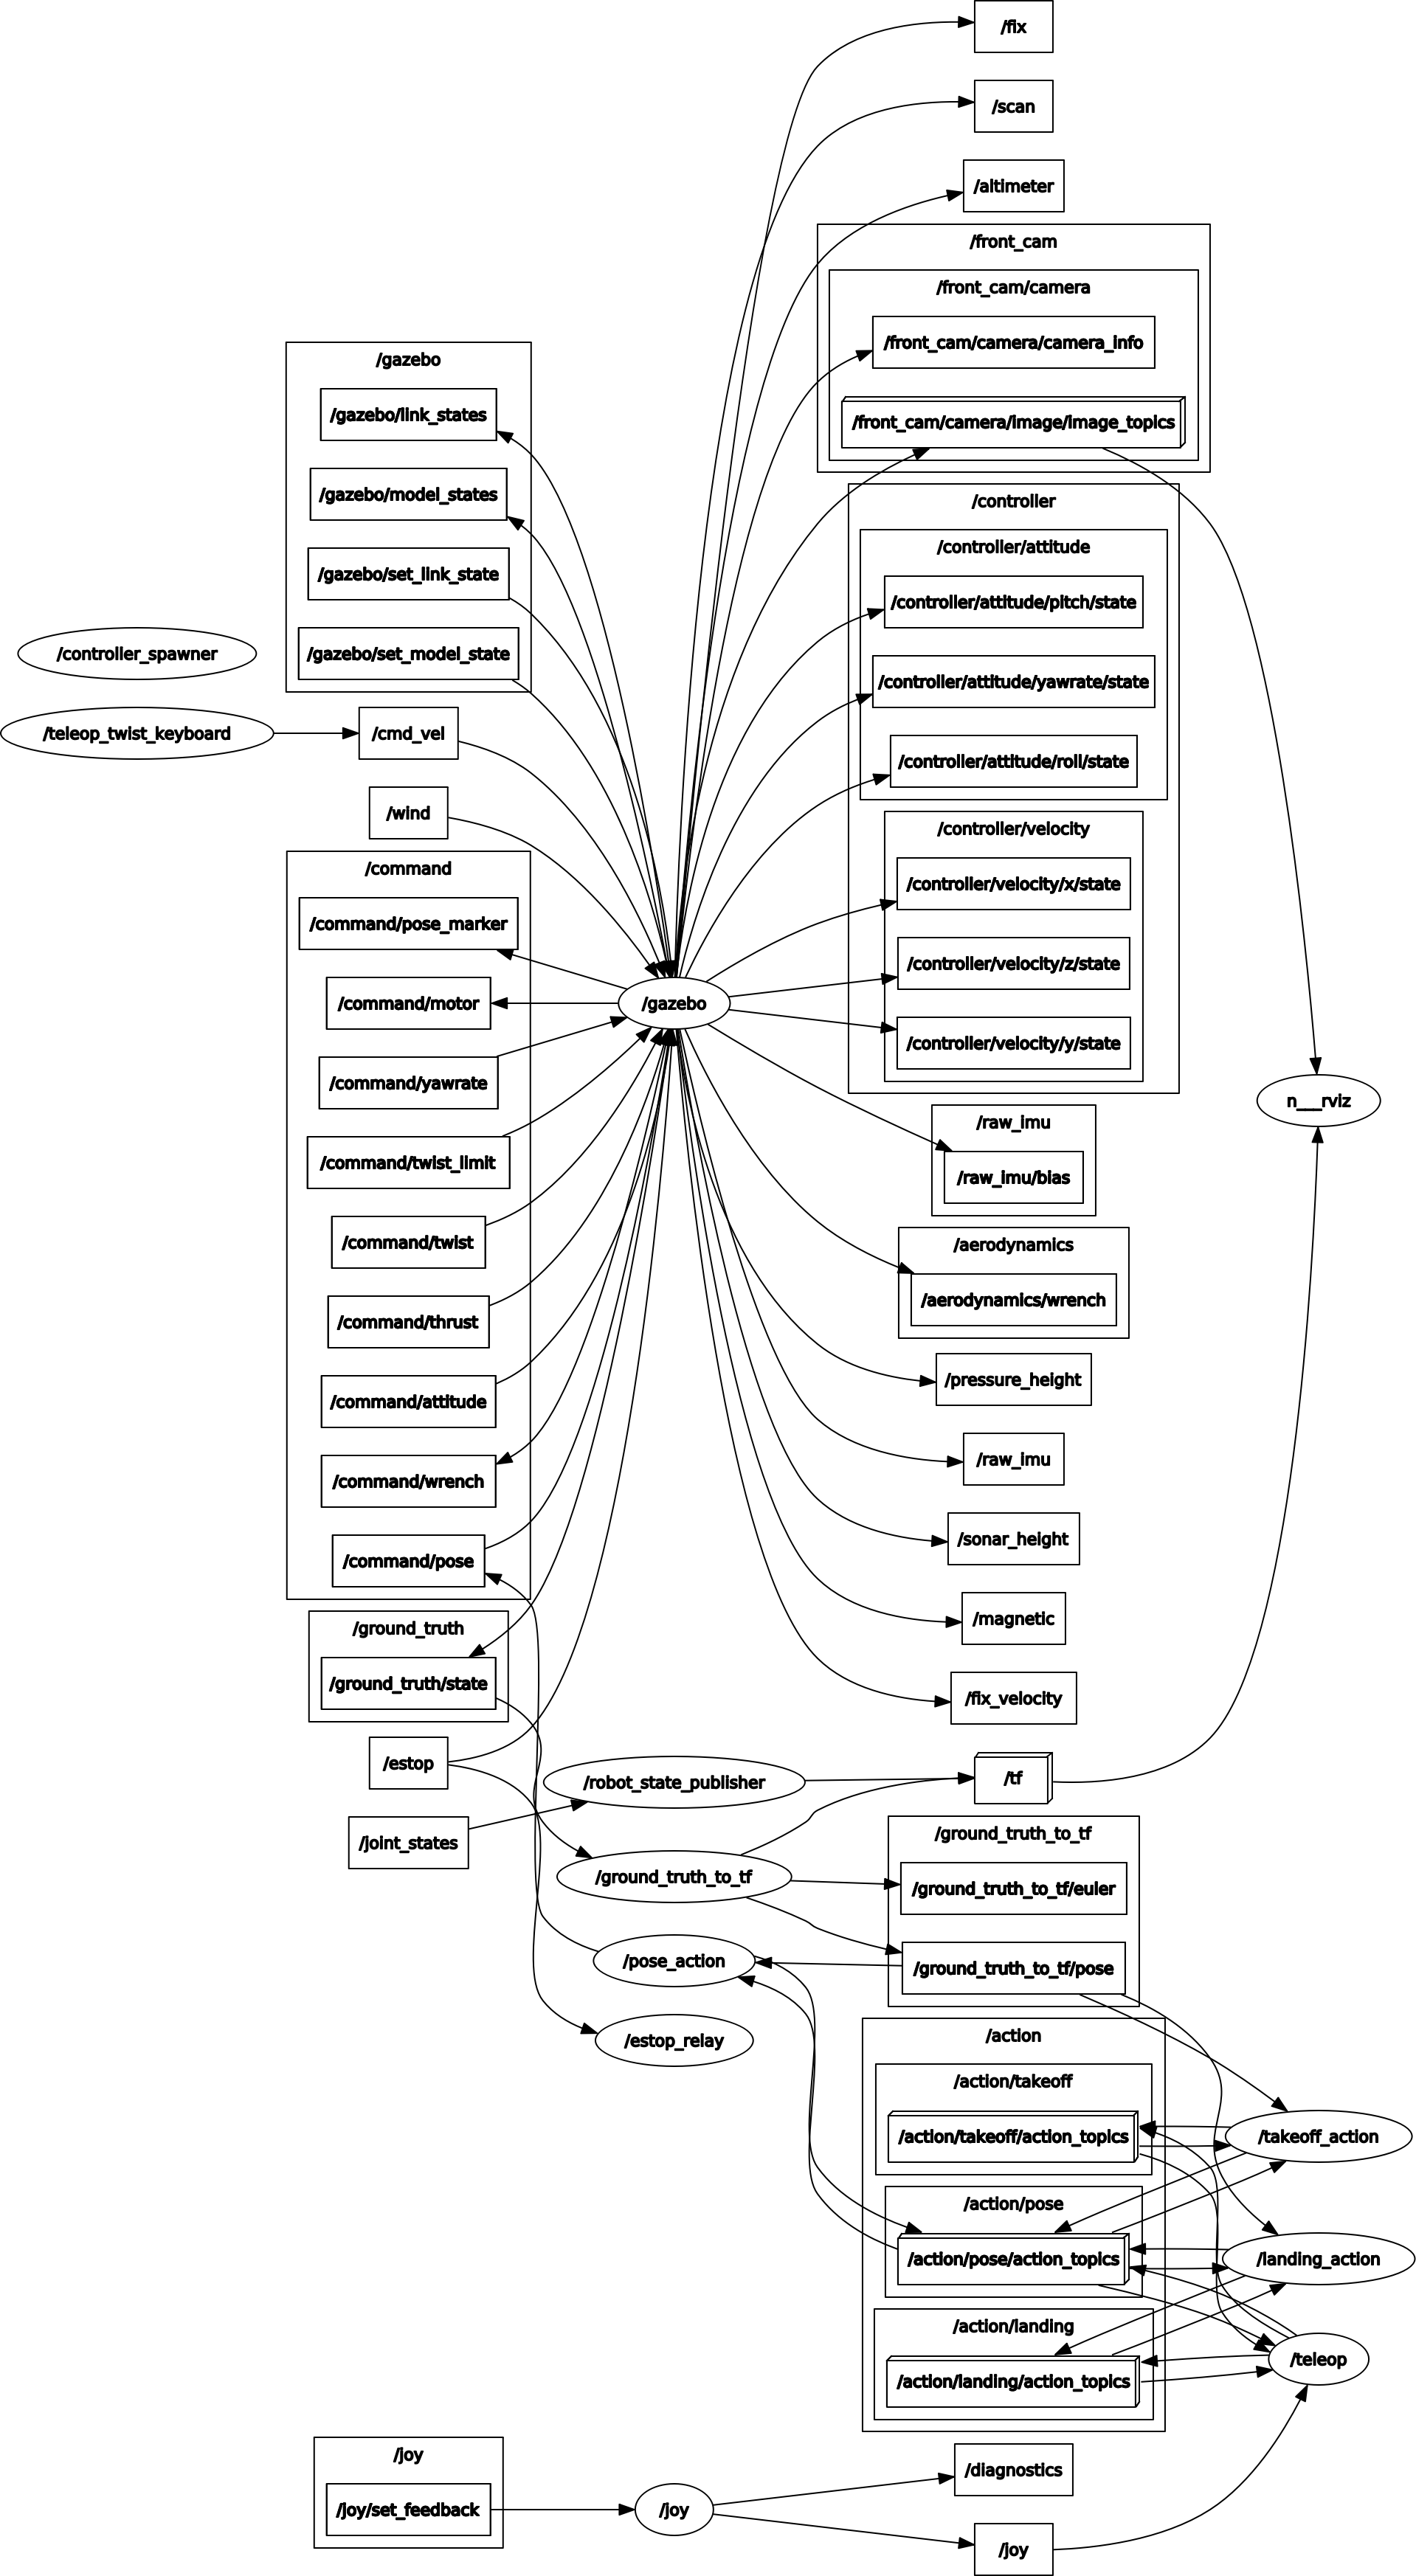 /fix
/scan
/altimeter
/front_cam
/front_cam/camera
/front_cam/camera/camera_info
/front_cam/camera/image/image_topics
/gazebo
/gazebo/link_states
/gazebo/model_states
/gazebo/set_link_state
/gazebo/set_model_state
/controller_spawner
/teleop_twist_keyboard
/cmd_vel
/wind
/command
/command/pose_marker
/command/motor
/command/yawrate
/command/twist_limit
/command/twist
/command/thrust
/command/attitude
/command/wrench
/command/pose
/ground_truth
/ground_truth/state
/estop
/joint_states
/gazebo
/controller
/controller/attitude
/controller/attitude/pitch/state
/controller/attitude/yawrate/state
/controller/attitude/roll/state
/controller/velocity
/controller/velocity/x/state
/controller/velocity/z/state
/controller/velocity/y/state
/raw_imu
/raw_imu/bias
/aerodynamics
/aerodynamics/wrench
/pressure_height
/raw_imu
/sonar_height
/magnetic
/fix_velocity
n___rviz
/robot_state_publisher
/tf
/ground_truth_to_tf
/ground_truth_to_tf
/ground_truth_to_tf/euler
/ground_truth_to_tf/pose
/pose_action
/estop_relay
/action
/action/takeoff
/action/takeoff/action_topics
/action/pose
/action/pose/action_topics
/action/landing
/action/landing/action_topics
/takeoff_action
/landing_action
/teleop
/joy
/joy/set_feedback
/joy
/diagnostics
/joy